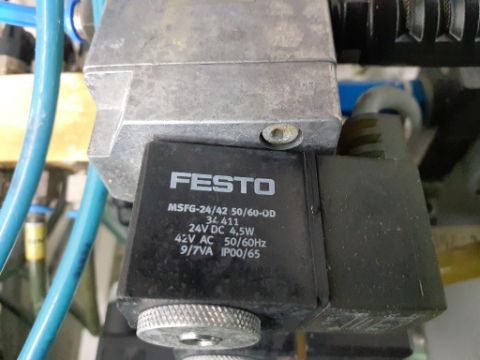 FESTO
MSFG-24/42 50/60-OD
34 411
24V DC 4,5W
42V AC 50/60Hz
9/7VA IP00/65